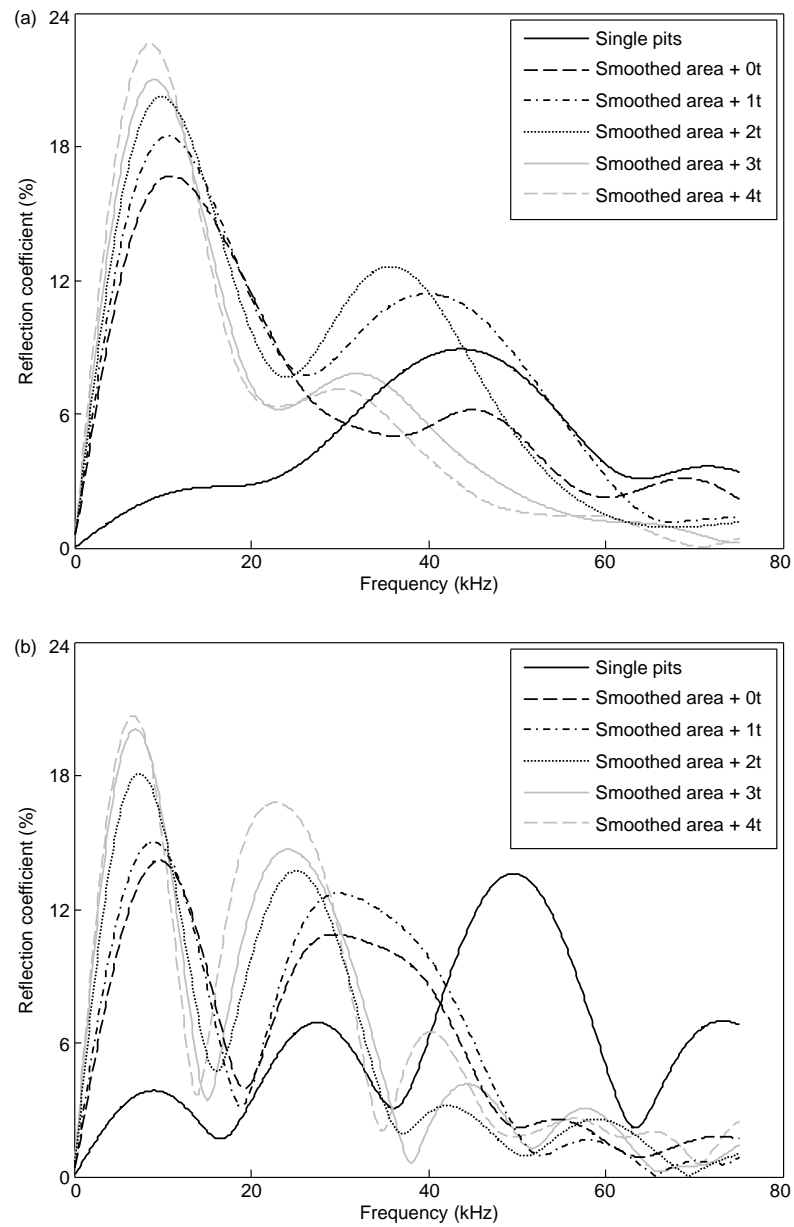 (a)
24
18
12
6
0
Reflection coefficient (%)
Single pits
Smoothed area + 0t
Smoothed area + 1t
Smoothed area + 2t
Smoothed area + 3t
Smoothed area + 4t
0 20 40 60 80
Frequency (kHz)
(b)
24
18
12
6
0
Reflection coefficient (%)
Single pits
Smoothed area + 0t
Smoothed area + 1t
Smoothed area + 2t
Smoothed area + 3t
Smoothed area + 4t
0 20 40 60 80
Frequency (kHz)